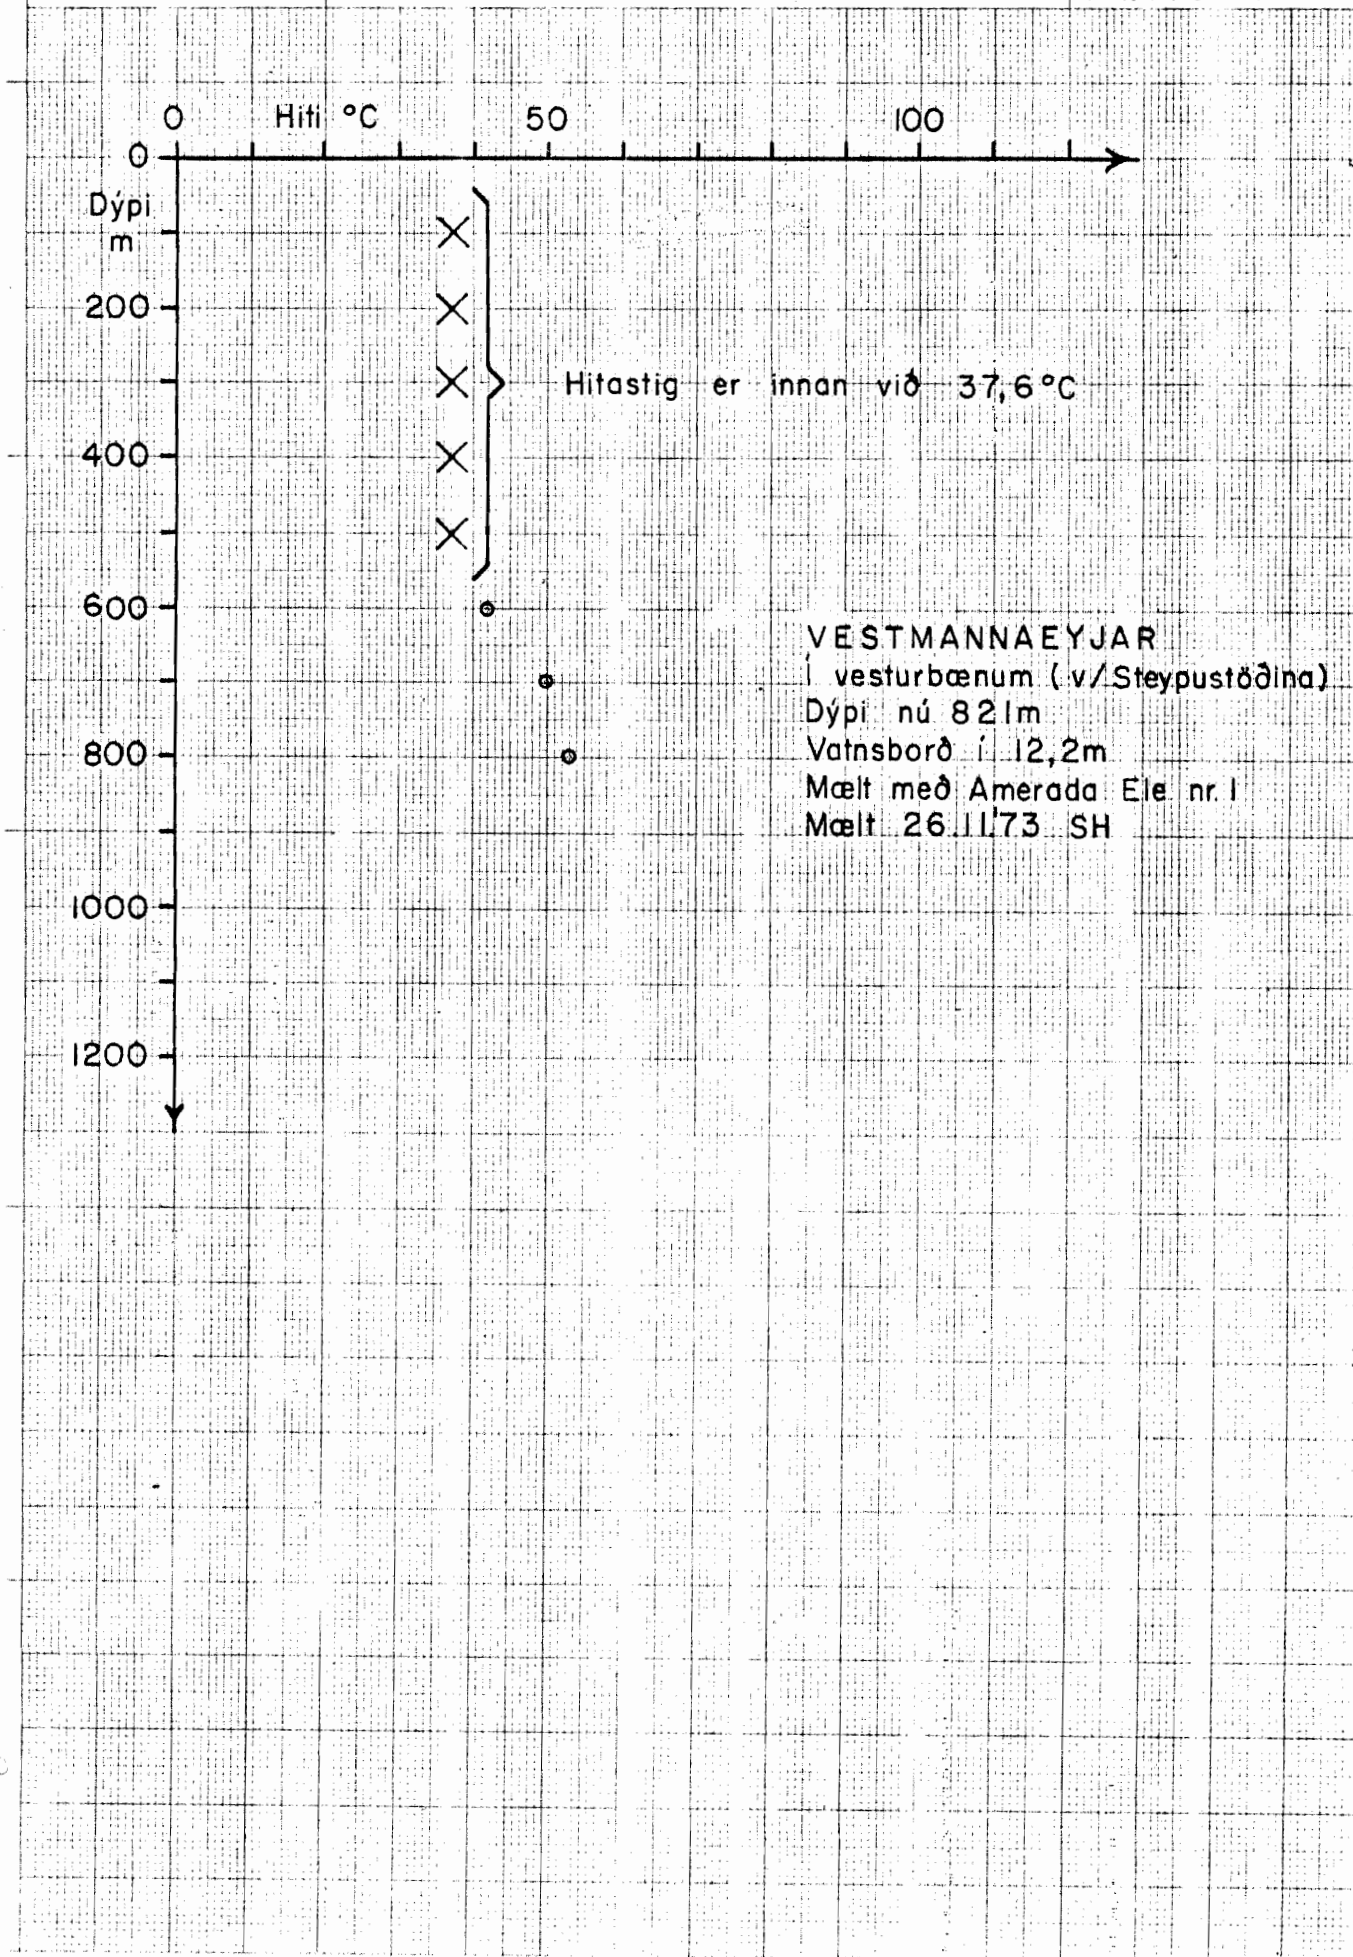 0 Hiti °C 50 100
0
Dýpi
m
200
Hitastig er innan við 37,6°C
400
600
VESTMANNAEYJAR
í vesturbænum (v/Steypustöðina)
Dýpi nú 821m
800
Vatnsborð í 12,2m
Mælt með Amerada Ele nr. 1
Mælt 26.11.'73 SH
1000
1200